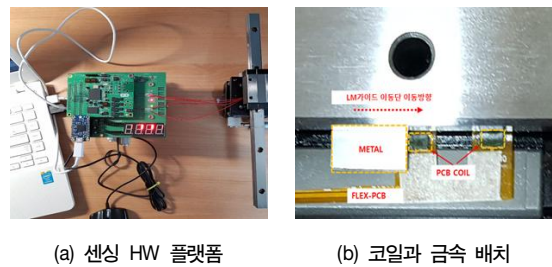 LM가이드 이동단 이동방향
METAL
PCB COIL
FLEX-PCB
(a) 센싱 HW 플랫폼
(b) 코일과 금속 배치